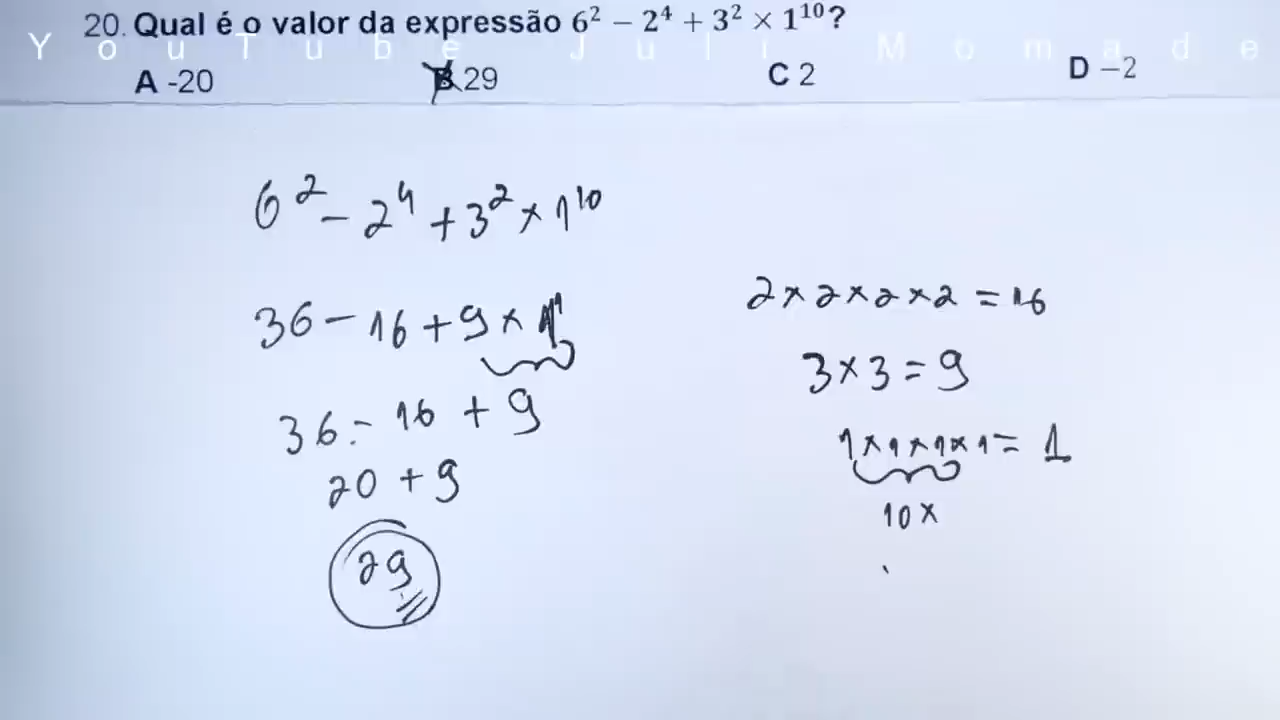 20. Qual é o valor da expressão 6² − 2⁴ + 3² × 1¹⁰?
YouTube Juli Momade
A -20 B 29 C 2 D −2
6² − 2⁴ + 3² × 1¹⁰
36 − 16 + 9 × 1
36 − 16 + 9
20 + 9
29
2 × 2 × 2 × 2 = 16
3 × 3 = 9
1 × 1 × 1 × 1 = 1
10 ×